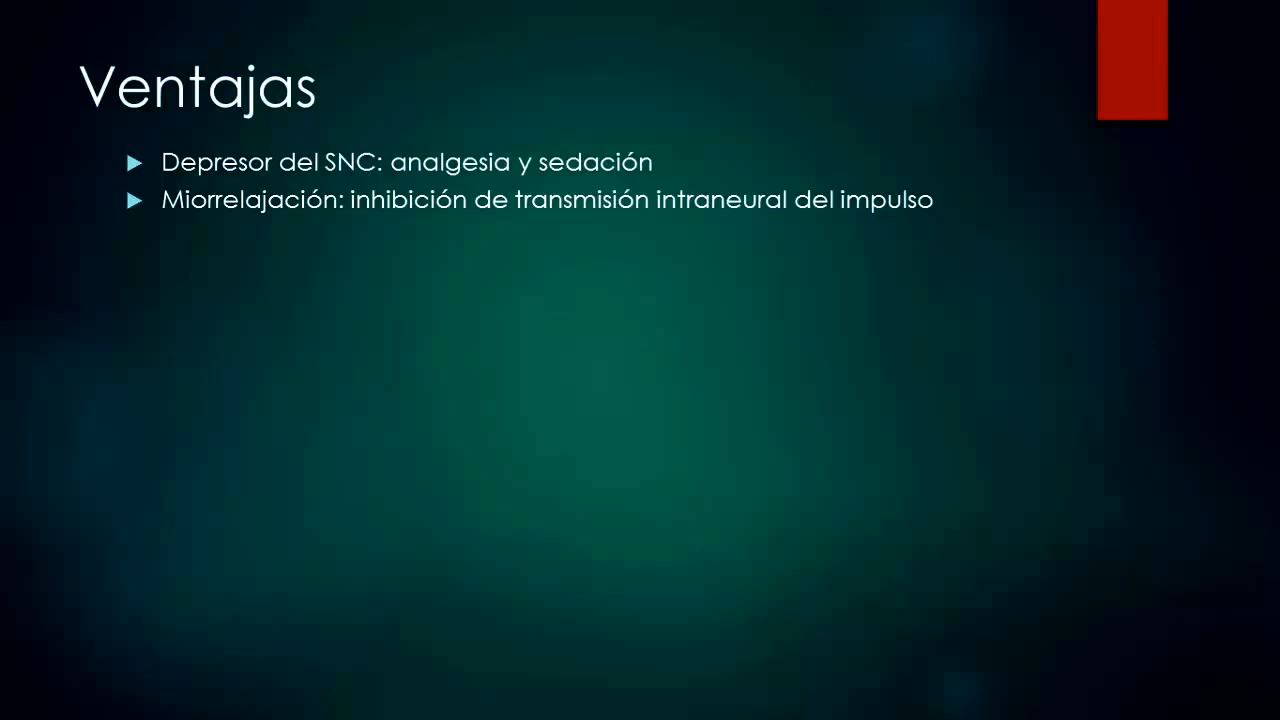 Ventajas
Depresor del SNC: analgesia y sedación
Miorrelajación: inhibición de transmisión intraneural del impulso